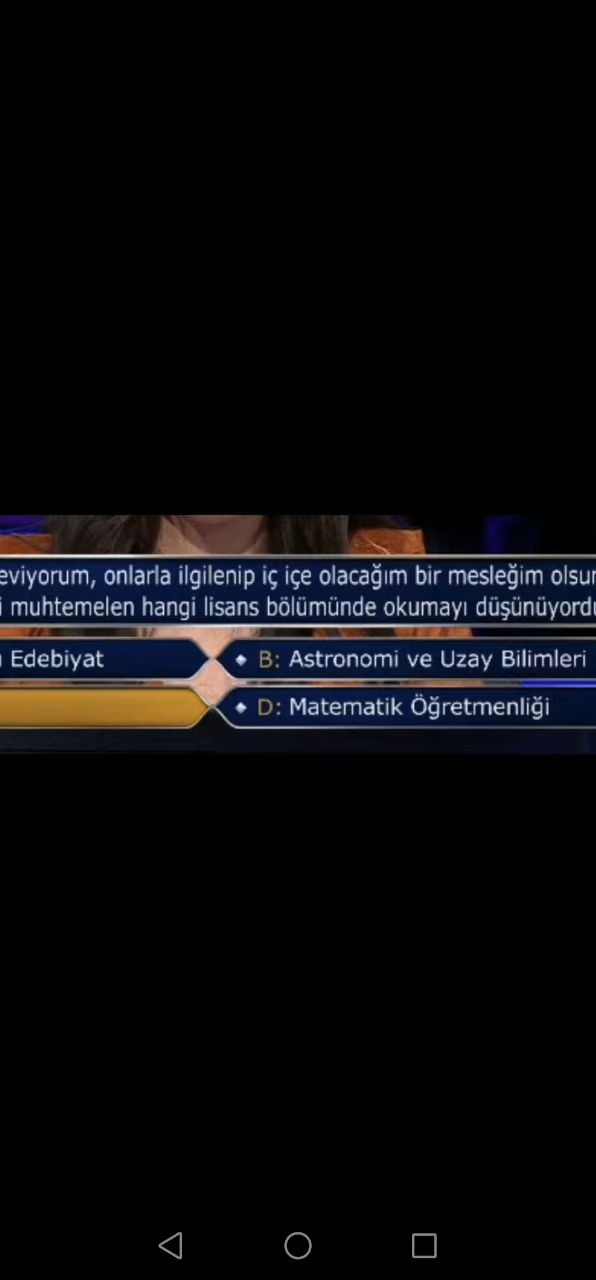 eviyorum, onlarla ilgilenip iç içe olacağım bir mesleğim olsun
muhtemelen hangi lisans bölümünde okumayı düşünüyordu
Edebiyat
B: Astronomi ve Uzay Bilimleri
D: Matematik Öğretmenliği